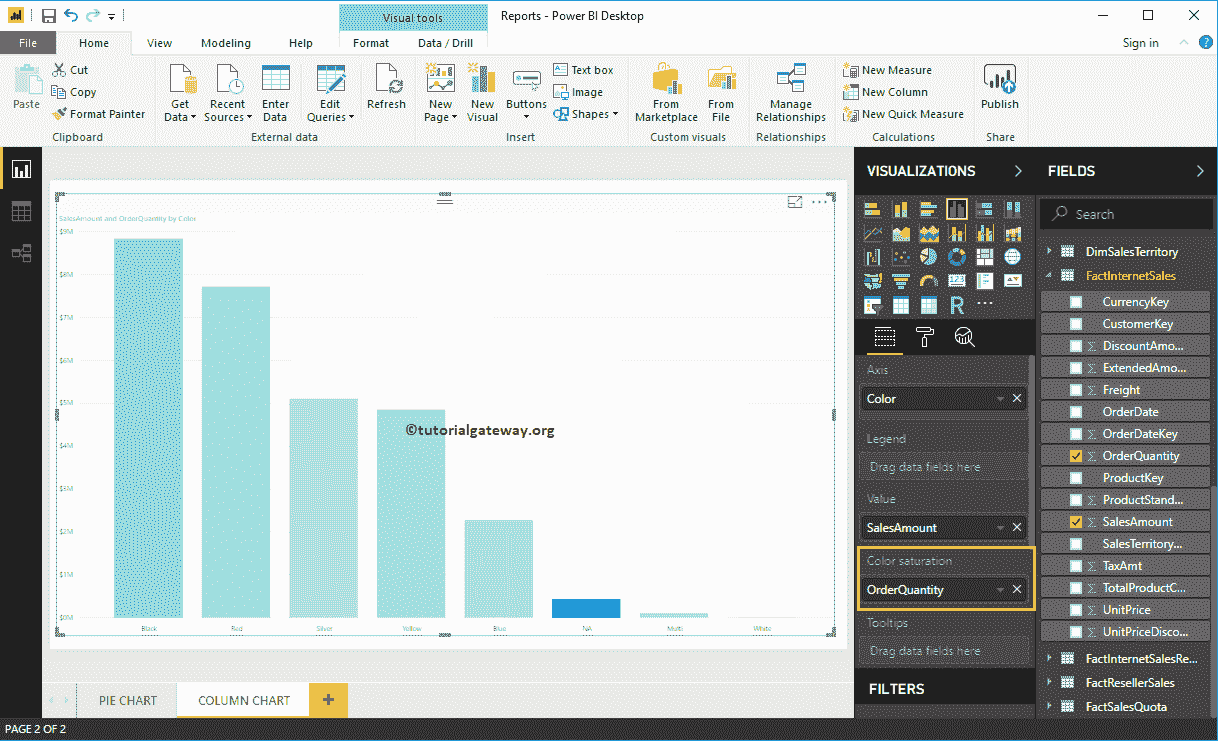 Visual tools
Reports - Power BI Desktop
File
Home
View
Modeling
Help
Format
Data / Drill
Sign in
?
Paste
Cut
Copy
Format Painter
Clipboard
Get
Data
Recent
Sources
Enter
Data
Edit
Queries
External data
Refresh
New
Page
New
Visual
Buttons
Text box
Image
Shapes
Insert
From
Marketplace
From
File
Custom visuals
Manage
Relationships
Relationships
New Measure
New Column
New Quick Measure
Calculations
Publish
Share
SalesAmount and OrderQuantity by Color
$9M
$8M
$7M
$6M
$5M
$4M
$3M
$2M
$1M
$0M
Black
Red
Silver
Yellow
Blue
NA
Multi
White
©tutorialgateway.org
VISUALIZATIONS
123
R
Axis
Color
Legend
Drag data fields here
Value
SalesAmount
Color saturation
OrderQuantity
Tooltips
Drag data fields here
FILTERS
FIELDS
Search
DimSalesTerritory
FactInternetSales
CurrencyKey
CustomerKey
Σ DiscountAmo...
Σ ExtendedAmo...
Σ Freight
OrderDate
Σ OrderDateKey
Σ OrderQuantity
ProductKey
Σ ProductStand...
Σ SalesAmount
SalesTerritory...
Σ TaxAmt
Σ TotalProductC...
Σ UnitPrice
Σ UnitPriceDisco...
FactInternetSalesRe...
FactResellerSales
FactSalesQuota
PIE CHART
COLUMN CHART
+
PAGE 2 OF 2